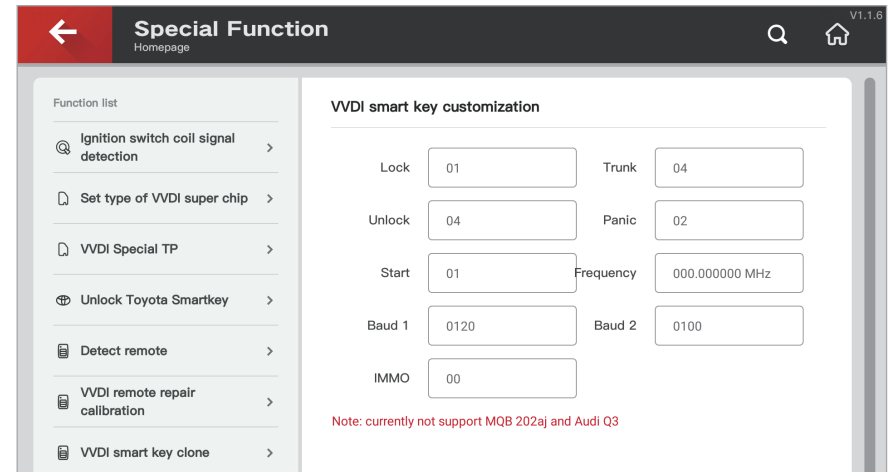 V1.1.6
Special Function
Homepage
Function list
Ignition switch coil signal
detection
Set type of VVDI super chip
VVDI Special TP
Unlock Toyota Smartkey
Detect remote
VVDI remote repair
calibration
VVDI smart key clone
VVDI smart key customization
Lock 01 Trunk 04
Unlock 04 Panic 02
Start 01 Frequency 000.000000 MHz
Baud 1 0120 Baud 2 0100
IMMO 00
Note: currently not support MQB 202aj and Audi Q3